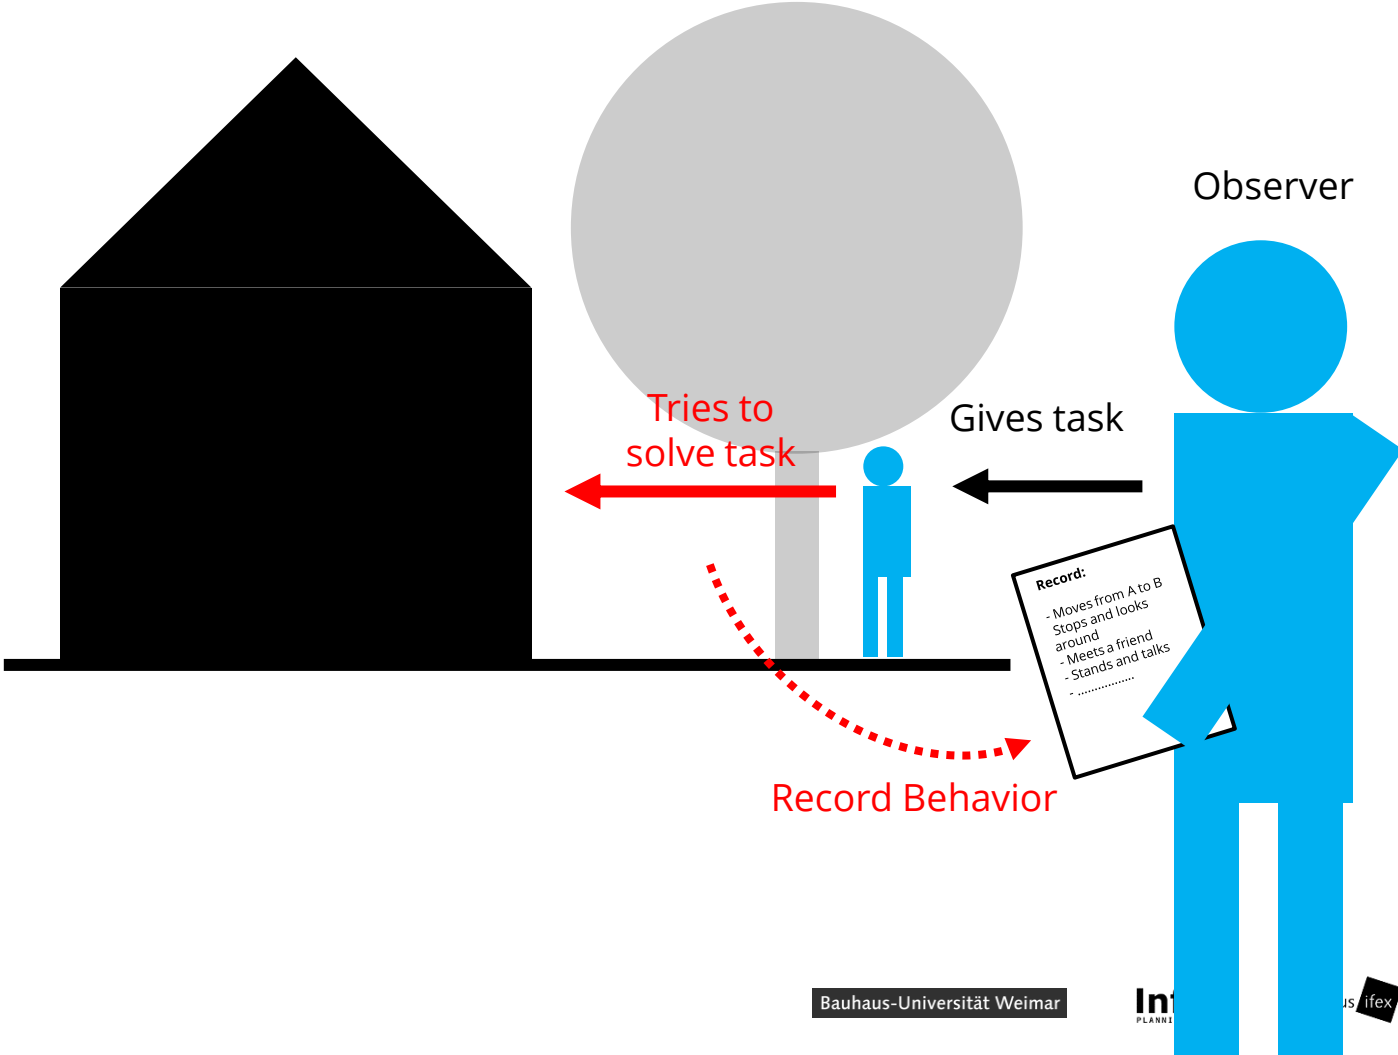 Observer
Tries to
solve task
Gives task
Record:
- Moves from A to B
Stops and looks
around
- Meets a friend
- Stands and talks
- ................
Record Behavior
Bauhaus-Universität Weimar
ifex